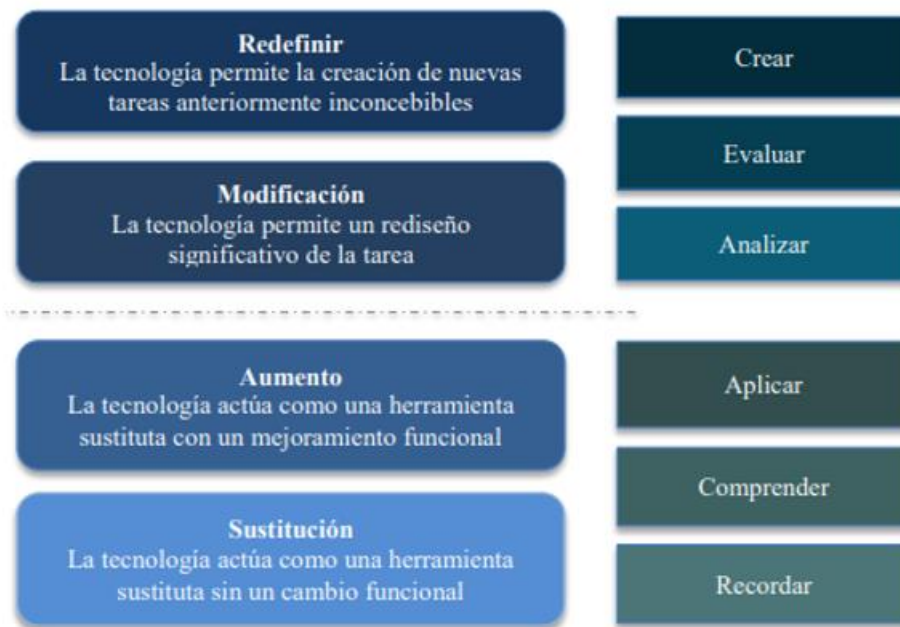 Redefinir
La tecnología permite la creación de nuevas
tareas anteriormente inconcebibles
Modificación
La tecnología permite un rediseño
significativo de la tarea
Aumento
La tecnología actúa como una herramienta
sustituta con un mejoramiento funcional
Sustitución
La tecnología actúa como una herramienta
sustituta sin un cambio funcional
Crear
Evaluar
Analizar
Aplicar
Comprender
Recordar